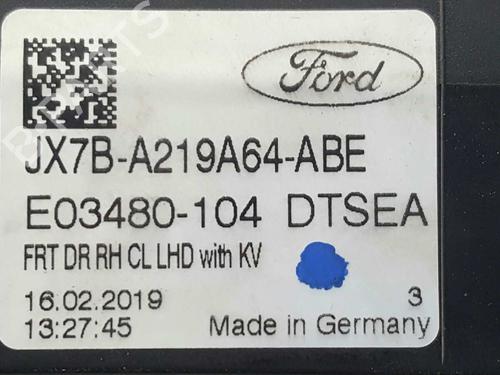 Ford
JX7B-A219A64-ABE
E03480-104 DTSEA
FRT DR RH CL LHD with KV
16.02.2019 3
13:27:45 Made in Germany